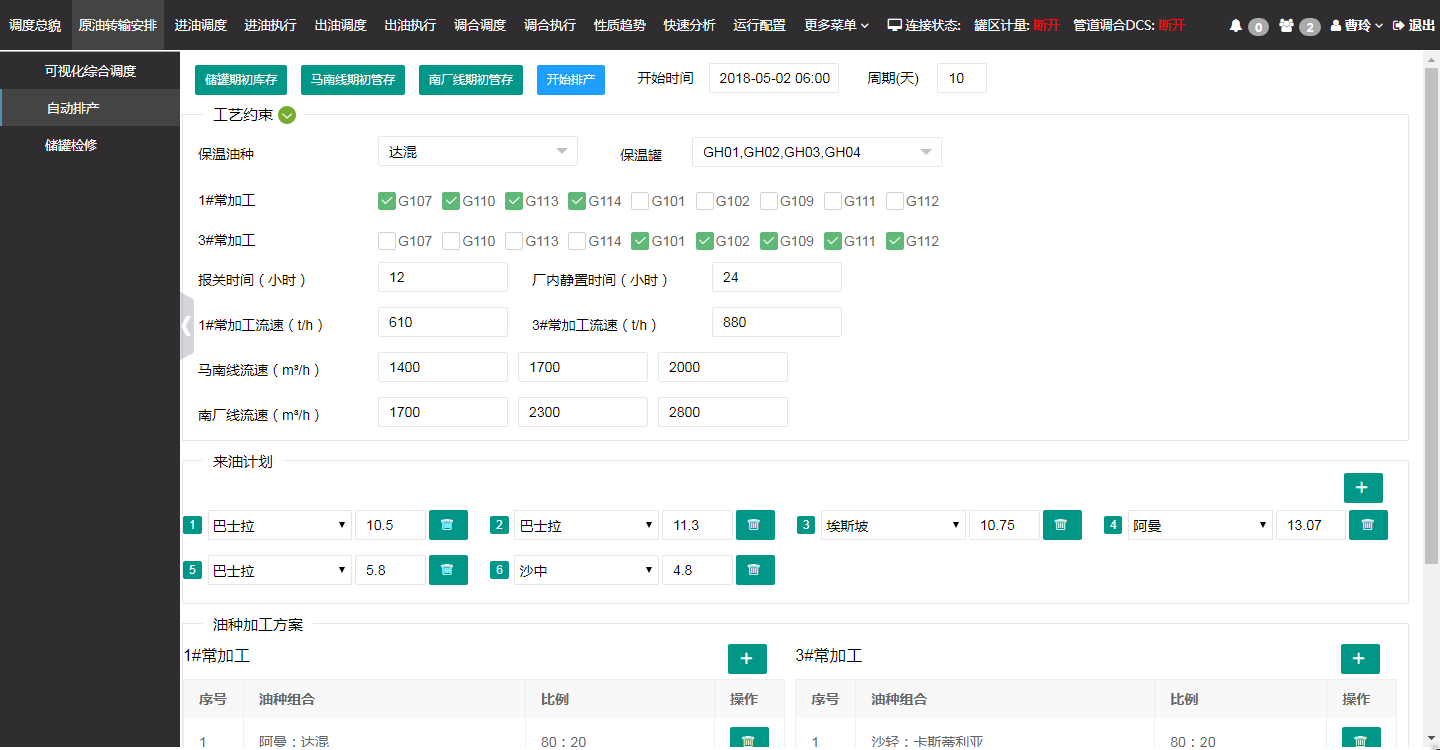 调度总貌 原油转输安排 进油调度 进油执行 出油调度 出油执行 调合调度 调合执行 性质趋势 快速分析 运行配置 更多菜单 连接状态: 罐区计量: 断开 管道调合DCS: 断开 0 2 曹玲 退出
可视化综合调度
自动排产
储罐检修
储罐期初库存 马南线期初管存 南厂线期初管存 开始排产 开始时间 2018-05-02 06:00 周期(天) 10
工艺约束
保温油种 达混 保温罐 GH01,GH02,GH03,GH04
1#常加工 G107 G110 G113 G114 G101 G102 G109 G111 G112
3#常加工 G107 G110 G113 G114 G101 G102 G109 G111 G112
报关时间（小时） 12 厂内静置时间（小时） 24
1#常加工流速（t/h） 610 3#常加工流速（t/h） 880
马南线流速（m³/h） 1400 1700 2000
南厂线流速（m³/h） 1700 2300 2800
来油计划
1 巴士拉 10.5 2 巴士拉 11.3 3 埃斯坡 10.75 4 阿曼 13.07
5 巴士拉 5.8 6 沙中 4.8
油种加工方案
1#常加工 3#常加工
序号 油种组合 比例 操作 序号 油种组合 比例 操作
1 阿曼：达混 80：20 1 沙轻：卡斯蒂利亚 80：20